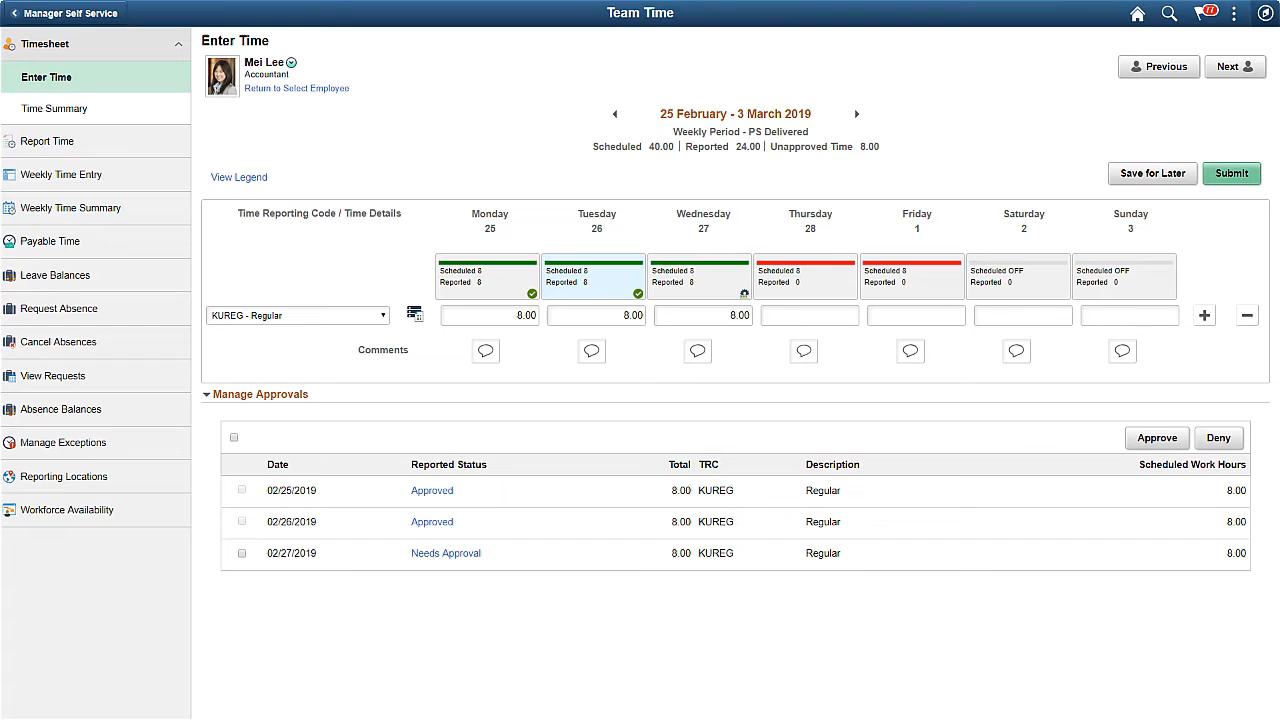 Manager Self Service
Team Time
77
Timesheet
Enter Time
Time Summary
Report Time
Weekly Time Entry
Weekly Time Summary
Payable Time
Leave Balances
Request Absence
Cancel Absences
View Requests
Absence Balances
Manage Exceptions
Reporting Locations
Workforce Availability
Enter Time
Mei Lee
Accountant
Return to Select Employee
Previous
Next
25 February - 3 March 2019
Weekly Period - PS Delivered
Scheduled 40.00 | Reported 24.00 | Unapproved Time 8.00
View Legend
Save for Later
Submit
Time Reporting Code / Time Details
Monday Tuesday Wednesday Thursday Friday Saturday Sunday
25 26 27 28 1 2 3
Scheduled 8 Scheduled 8 Scheduled 8 Scheduled 8 Scheduled 8 Scheduled OFF Scheduled OFF
Reported 8 Reported 8 Reported 8 Reported 0 Reported 0 Reported 0 Reported 0
KUREG - Regular 8.00 8.00 8.00
Comments
Manage Approvals
Approve Deny
Date Reported Status Total TRC Description Scheduled Work Hours
02/25/2019 Approved 8.00 KUREG Regular 8.00
02/26/2019 Approved 8.00 KUREG Regular 8.00
02/27/2019 Needs Approval 8.00 KUREG Regular 8.00